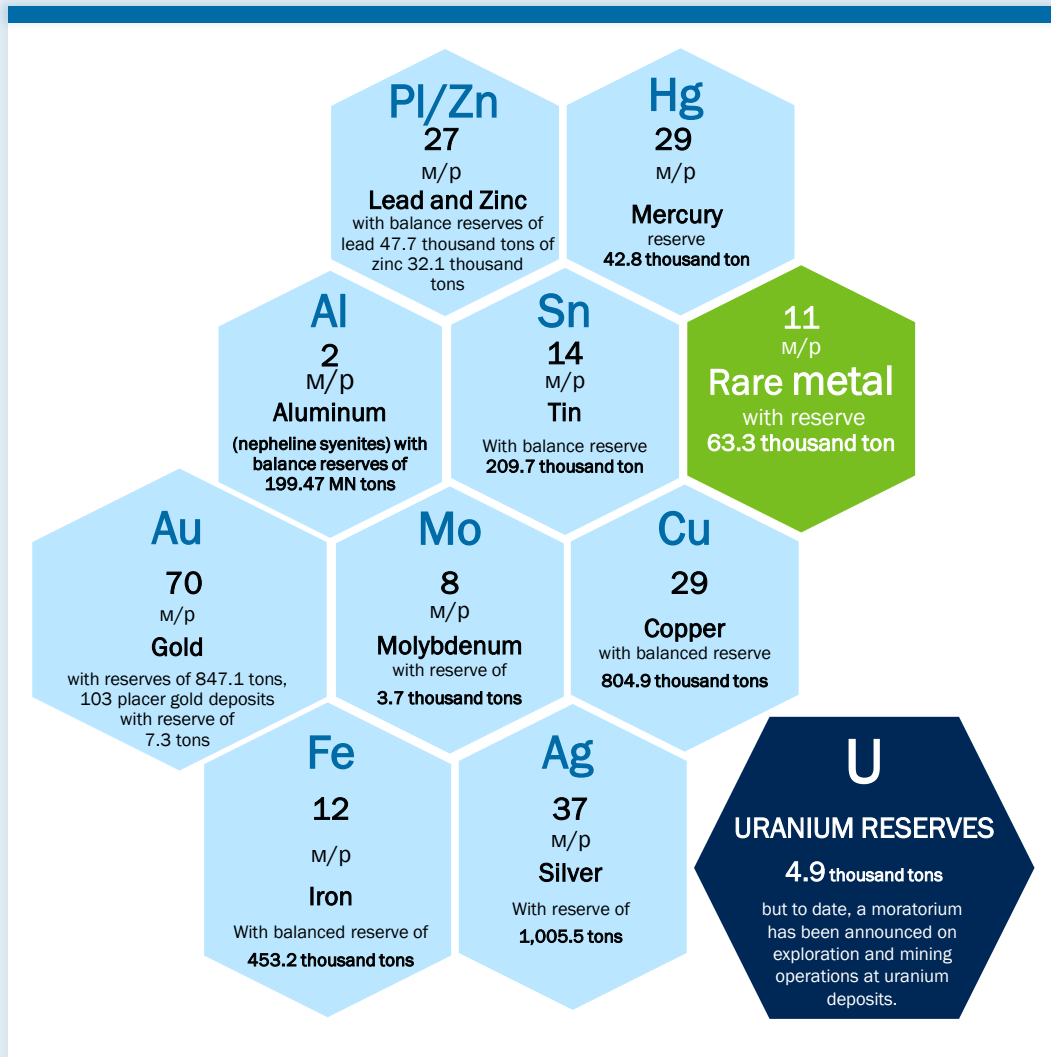 Pl/Zn
27
м/р
Lead and Zinc
with balance reserves of
lead 47.7 thousand tons of
zinc 32.1 thousand
tons
Hg
29
м/р
Mercury
reserve
42.8 thousand ton
Al
2
м/р
Aluminum
(nepheline syenites) with
balance reserves of
199.47 MN tons
Sn
14
м/р
Tin
With balance reserve
209.7 thousand ton
11
м/р
Rare metal
with reserve
63.3 thousand ton
Au
70
м/р
Gold
with reserves of 847.1 tons,
103 placer gold deposits
with reserve of
7.3 tons
Mo
8
м/р
Molybdenum
with reserve of
3.7 thousand tons
Cu
29
Copper
with balanced reserve
804.9 thousand tons
Fe
12
м/р
Iron
With balanced reserve of
453.2 thousand tons
Ag
37
м/р
Silver
With reserve of
1,005.5 tons
U
URANIUM RESERVES
4.9 thousand tons
but to date, a moratorium
has been announced on
exploration and mining
operations at uranium
deposits.